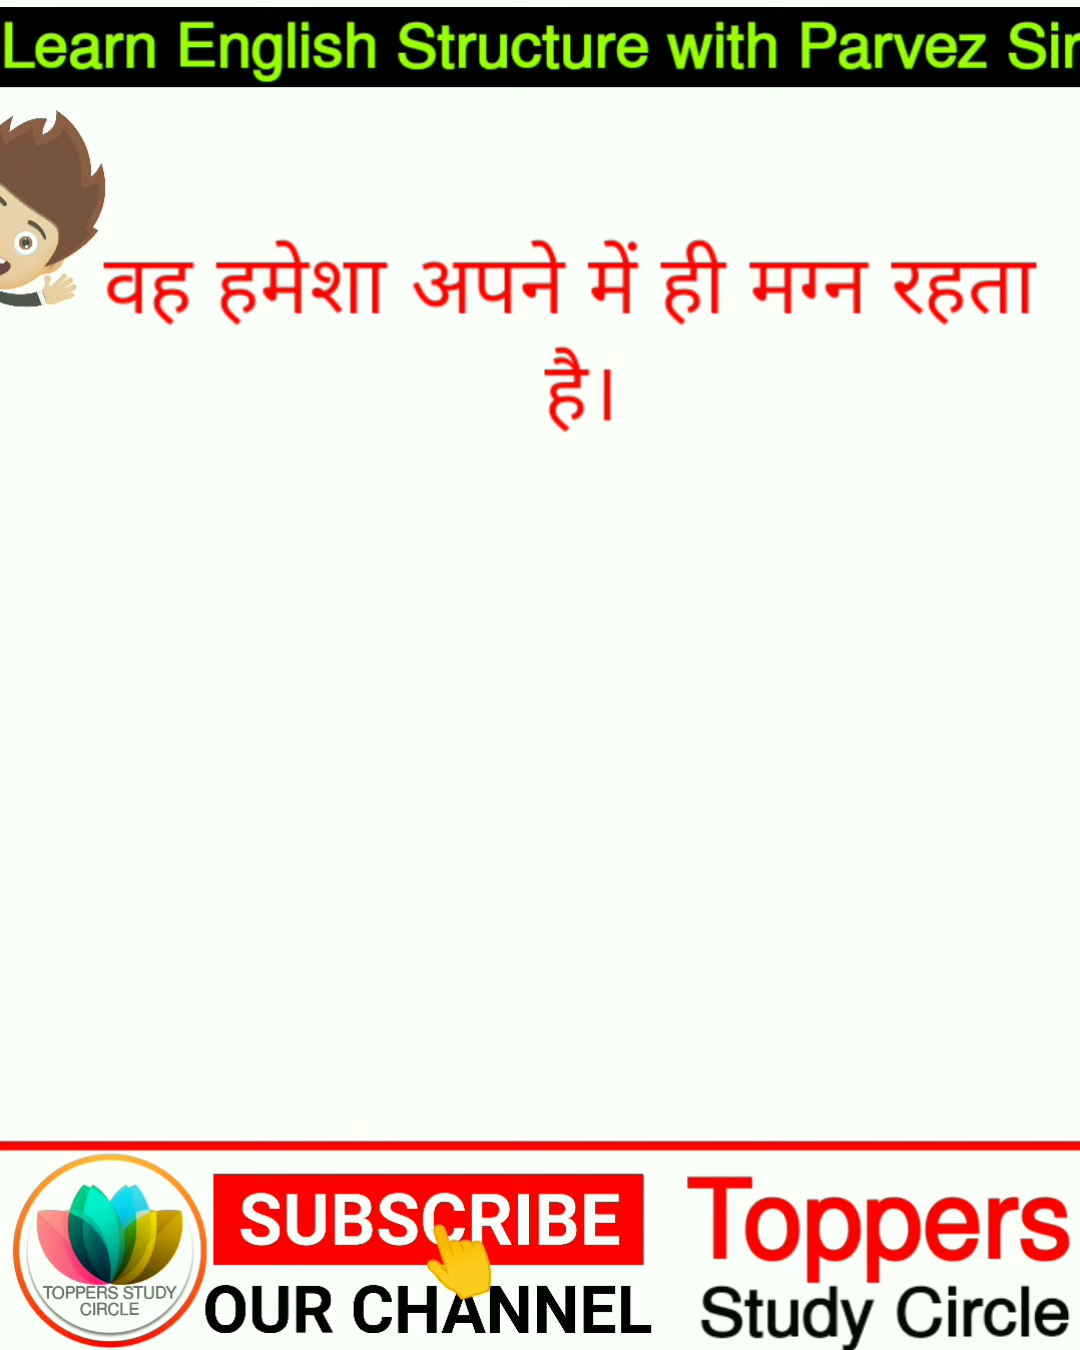 Learn English Structure with Parvez Sir
वह हमेशा अपने में ही मग्न रहता
है।
TOPPERS STUDY
CIRCLE
SUBSCRIBE
OUR CHANNEL
Toppers
Study Circle